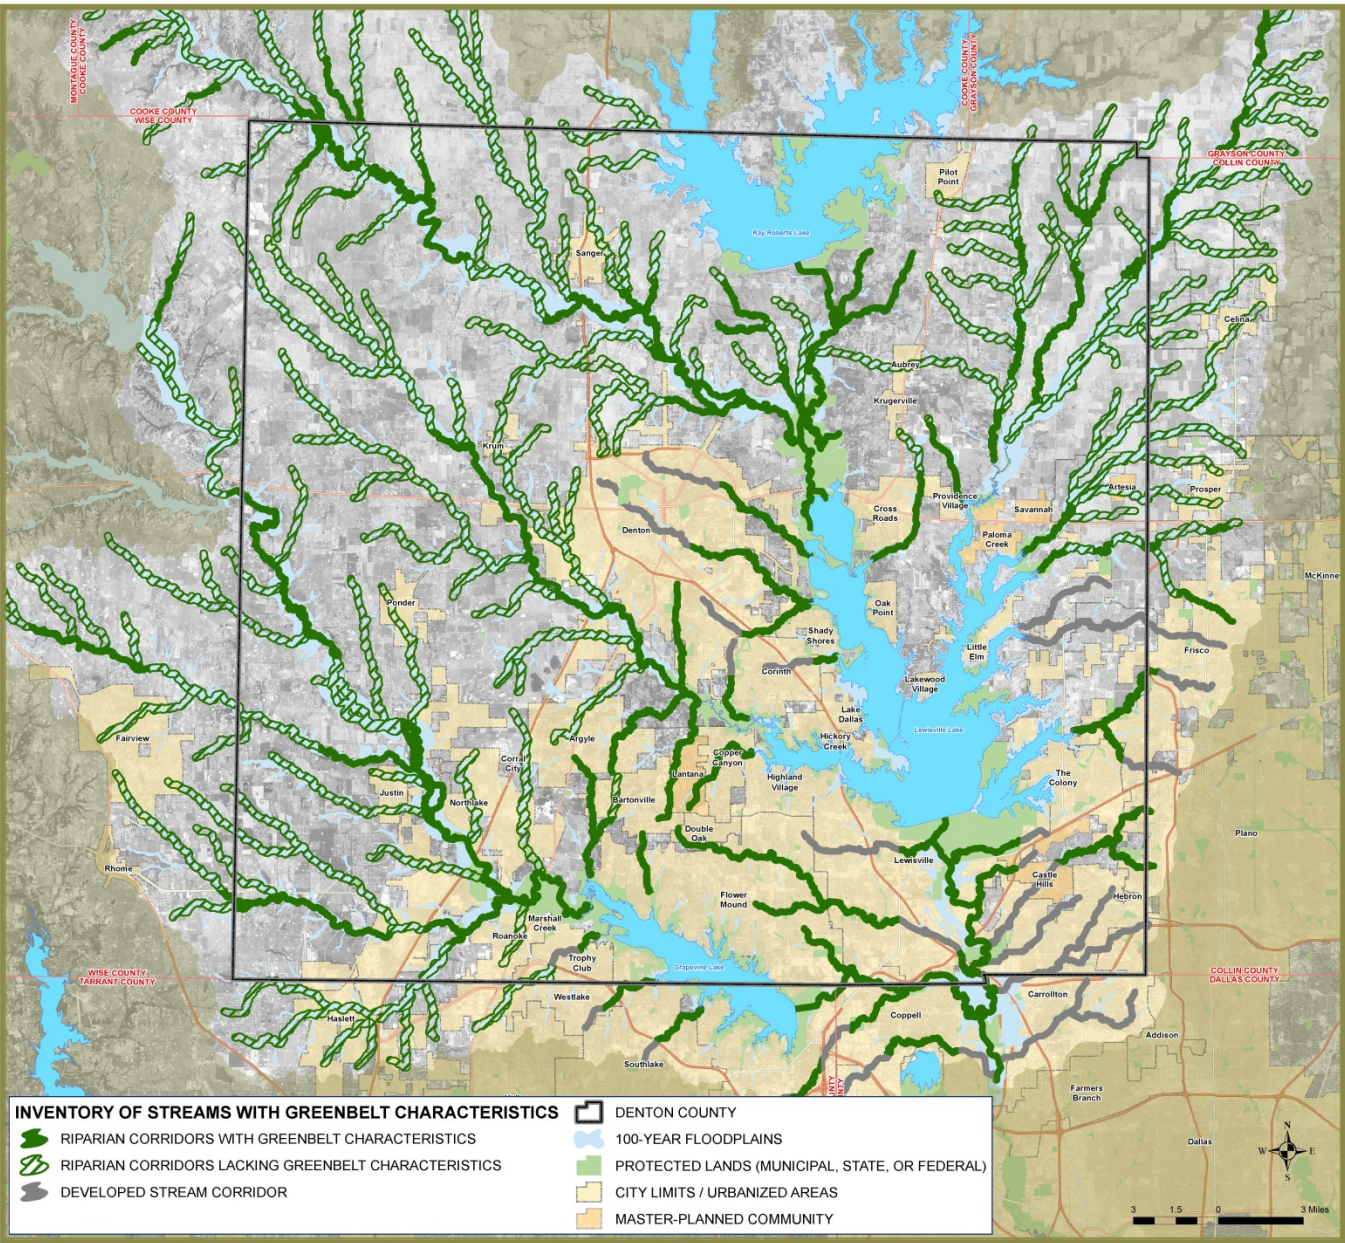 MONTAGUE COUNTY
COOKE COUNTY
COOKE COUNTY
WISE COUNTY
COOKE COUNTY
GRAYSON COUNTY
GRAYSON COUNTY
COLLIN COUNTY
Pilot
Point
Ray Roberts Lake
Sanger
Celina
Aubrey
Krugerville
Krum
Artesia
Prosper
Providence
Village
Savannah
Cross
Roads
Denton
Paloma
Creek
McKinne
Ponder
Oak
Point
Shady
Shores
Little
Elm
Frisco
Corinth
Lakewood
Village
Lake
Dallas
Lewisville Lake
Fairview
Argyle
Hickory
Creek
Copper
Canyon
Corral
City
Lantana
Highland
Village
The
Colony
Justin
Northlake
Bartonville
Double
Oak
Plano
Rhome
Lewisville
Castle
Hills
Flower
Mound
Hebron
Marshall
Creek
Roanoke
Trophy
Club
Grapevine Lake
WISE COUNTY
TARRANT COUNTY
COLLIN COUNTY
DALLAS COUNTY
Westlake
Carrollton
Haslett
Coppell
Addison
Southlake
Farmers
Branch
Dallas
INVENTORY OF STREAMS WITH GREENBELT CHARACTERISTICS
RIPARIAN CORRIDORS WITH GREENBELT CHARACTERISTICS
RIPARIAN CORRIDORS LACKING GREENBELT CHARACTERISTICS
DEVELOPED STREAM CORRIDOR
DENTON COUNTY
100-YEAR FLOODPLAINS
PROTECTED LANDS (MUNICIPAL, STATE, OR FEDERAL)
CITY LIMITS / URBANIZED AREAS
MASTER-PLANNED COMMUNITY
N
W E
S
3 1.5 0 3 Miles